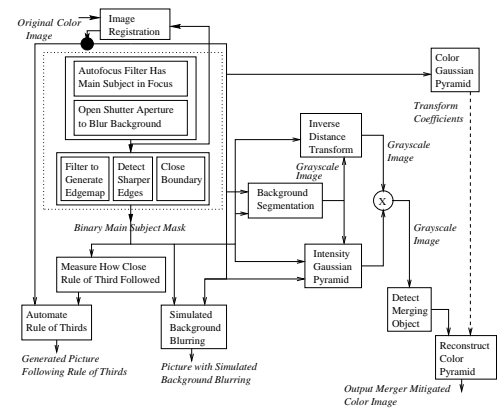 Original Color
Image
Image
Registration
Autofocus Filter Has
Main Subject in Focus
Open Shutter Aperture
to Blur Background
Filter to
Generate
Edgemap
Detect
Sharper
Edges
Close
Boundary
Binary Main Subject Mask
Measure How Close
Rule of Third Followed
Automate
Rule of Thirds
Generated Picture
Following Rule of Thirds
Simulated
Background
Blurring
Picture with Simulated
Background Blurring
Background
Segmentation
Inverse
Distance
Transform
Grayscale
Image
Intensity
Gaussian
Pyramid
Grayscale
Image
X
Grayscale
Image
Color
Gaussian
Pyramid
Transform
Coefficients
Detect
Merging
Object
Reconstruct
Color
Pyramid
Output Merger Mitigated
Color Image